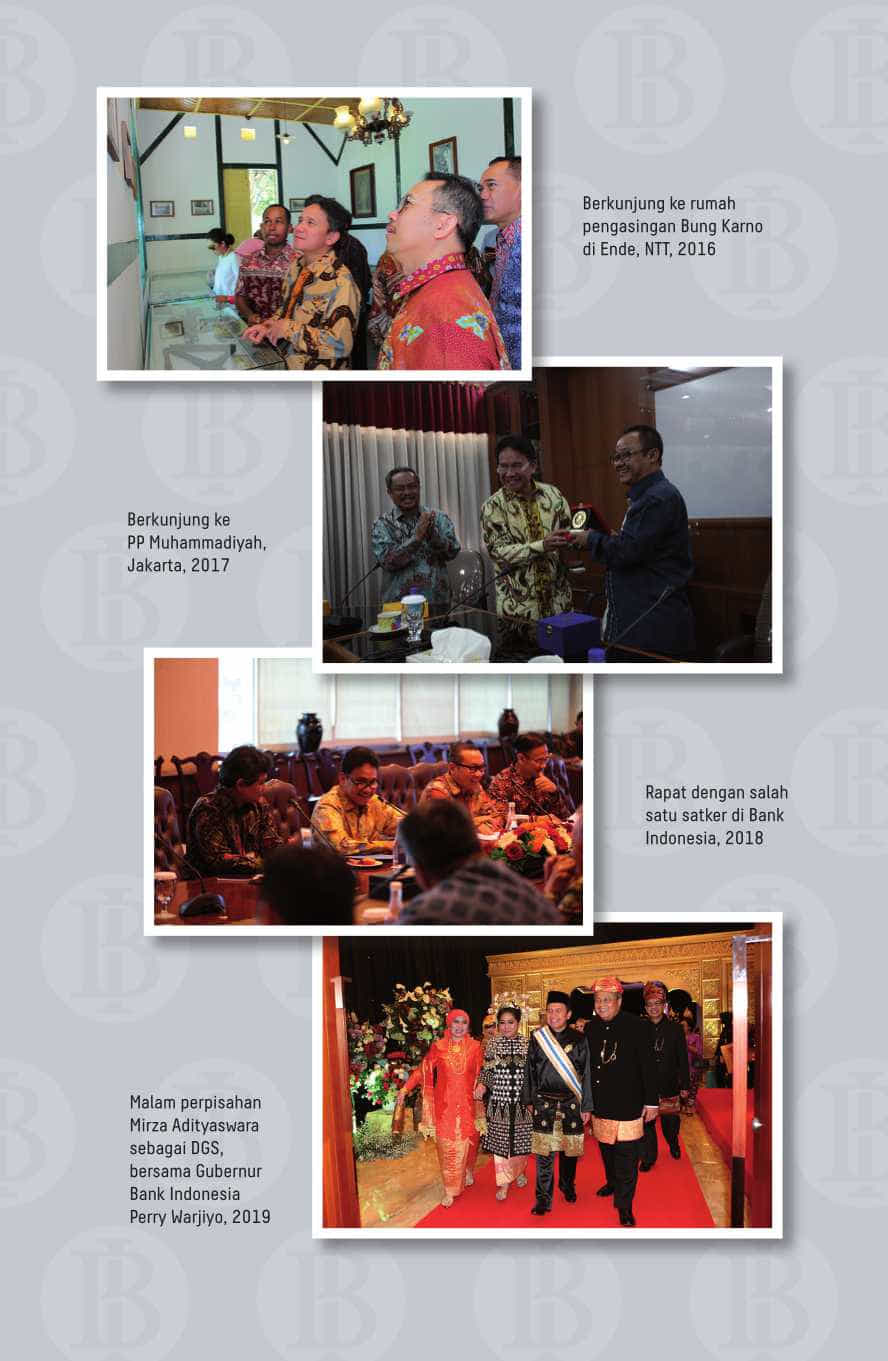 Berkunjung ke rumah
pengasingan Bung Karno
di Ende, NTT, 2016
Berkunjung ke
PP Muhammadiyah,
Jakarta, 2017
Rapat dengan salah
satu satker di Bank
Indonesia, 2018
Malam perpisahan
Mirza Adityaswara
sebagai DGS,
bersama Gubernur
Bank Indonesia
Perry Warjiyo, 2019